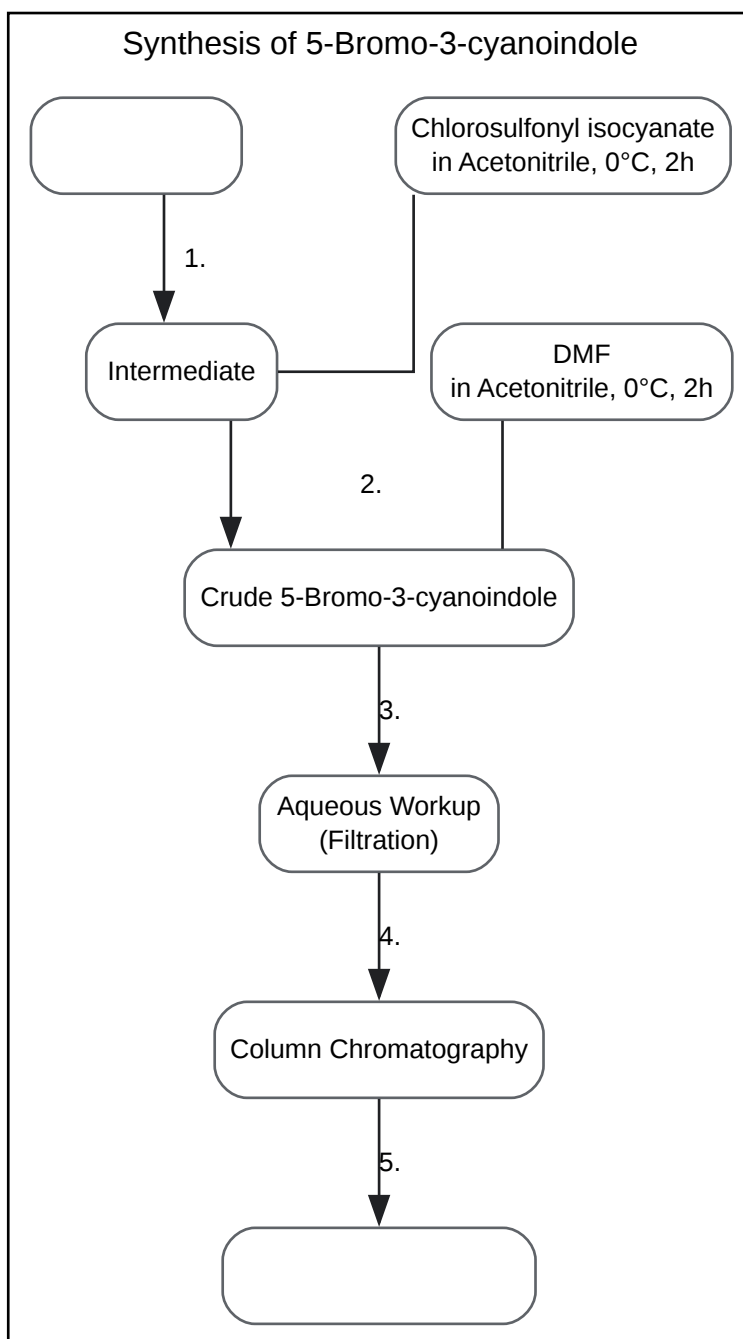 Synthesis of 5-Bromo-3-cyanoindole
Chlorosulfonyl isocyanate
in Acetonitrile, 0°C, 2h
1.
Intermediate
DMF
in Acetonitrile, 0°C, 2h
2.
Crude 5-Bromo-3-cyanoindole
3.
Aqueous Workup
(Filtration)
4.
Column Chromatography
5.